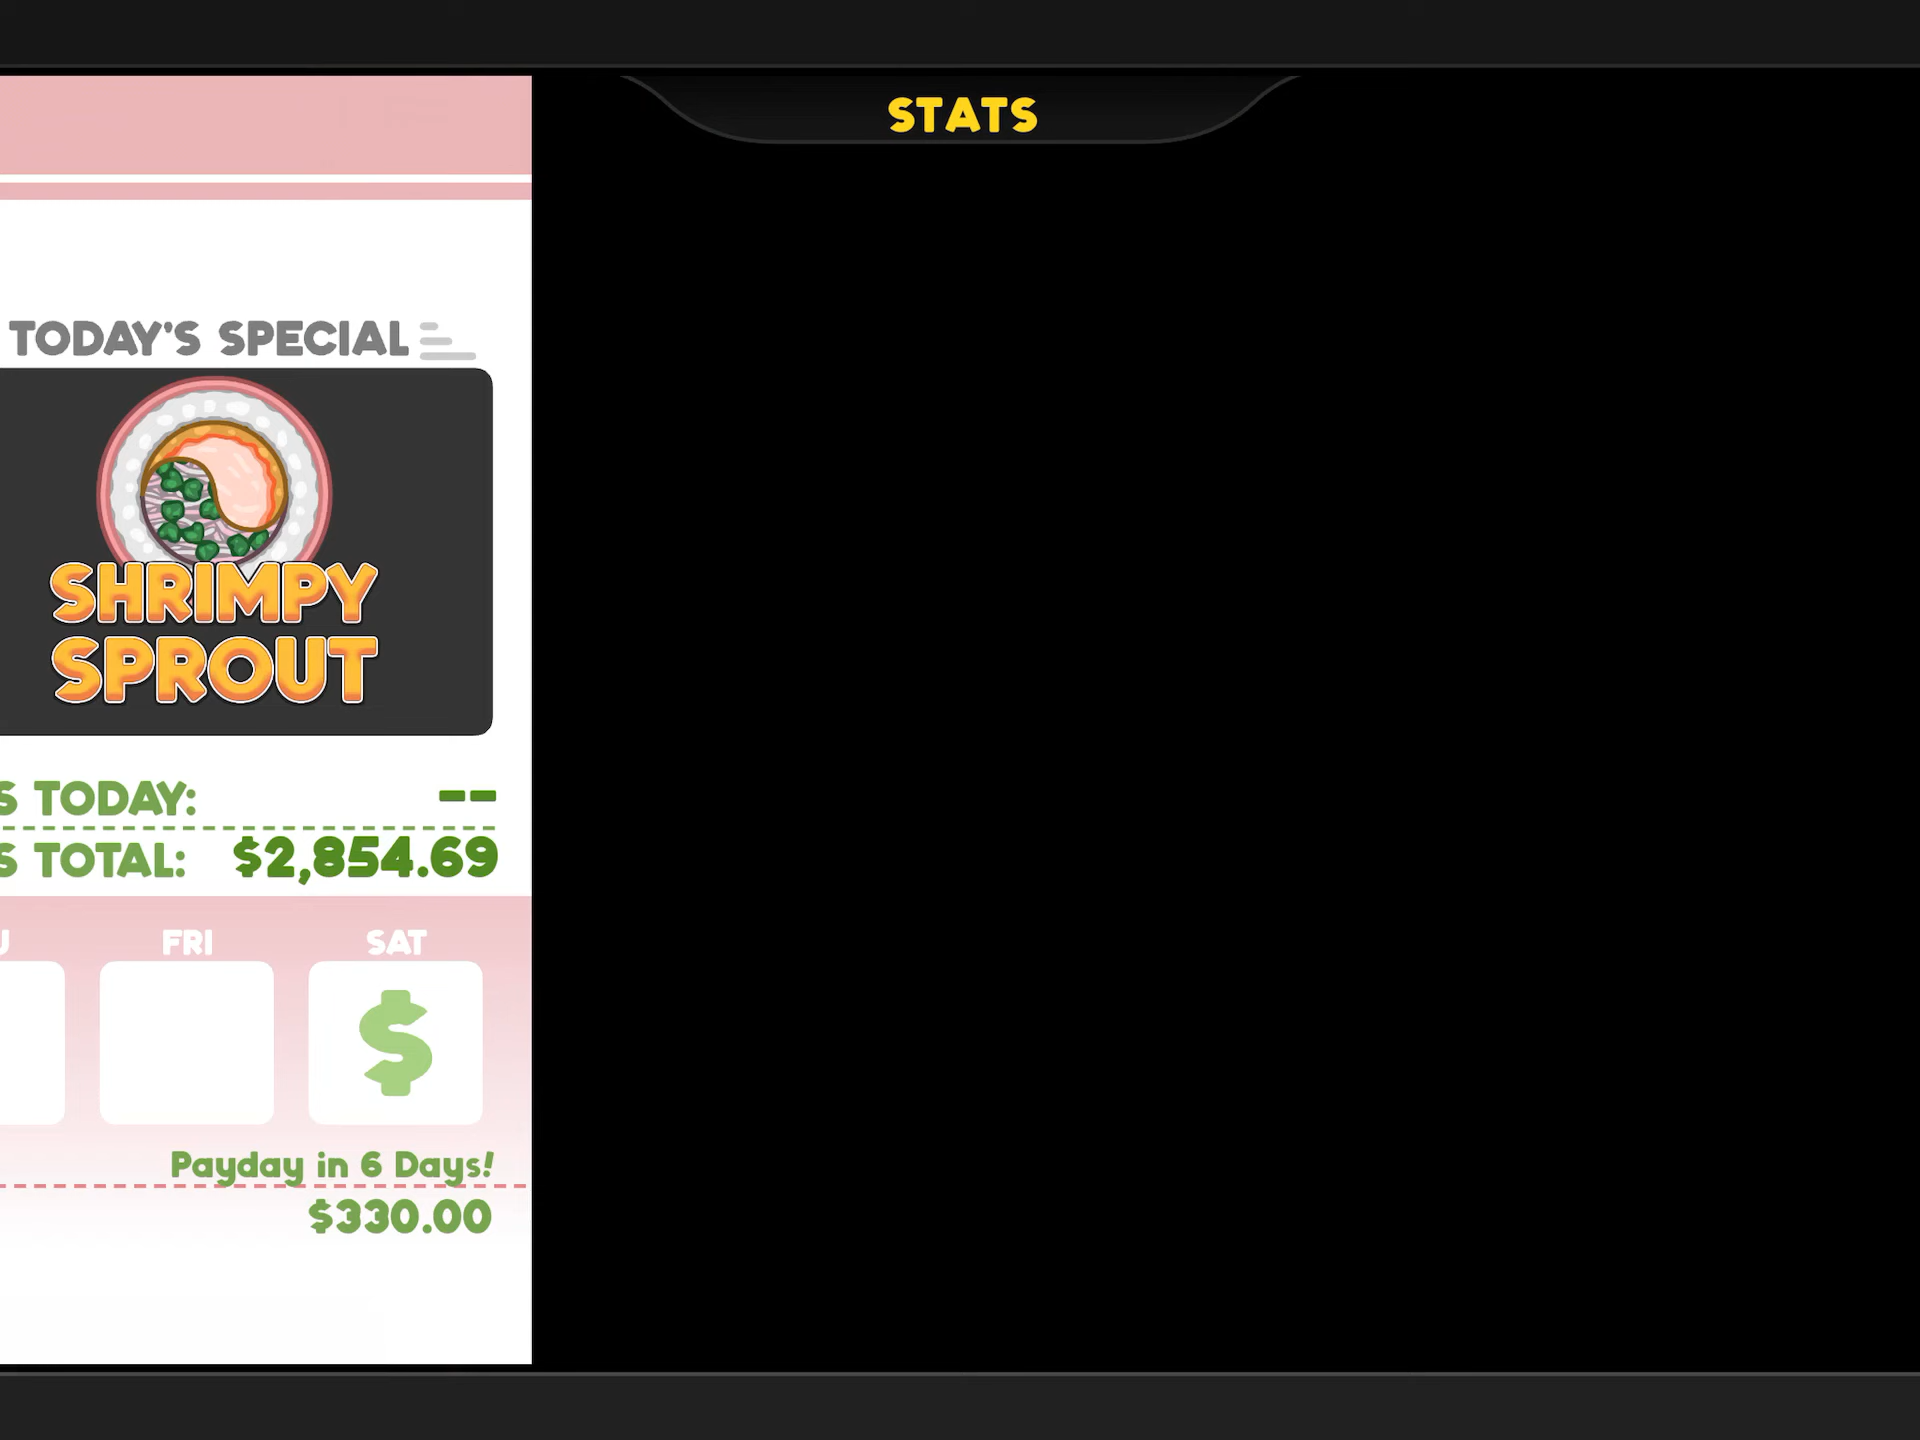 STATS
TODAY'S SPECIAL
SHRIMPY
SPROUT
S TODAY: --
S TOTAL: $2,854.69
FRI SAT
$
Payday in 6 Days!
$330.00